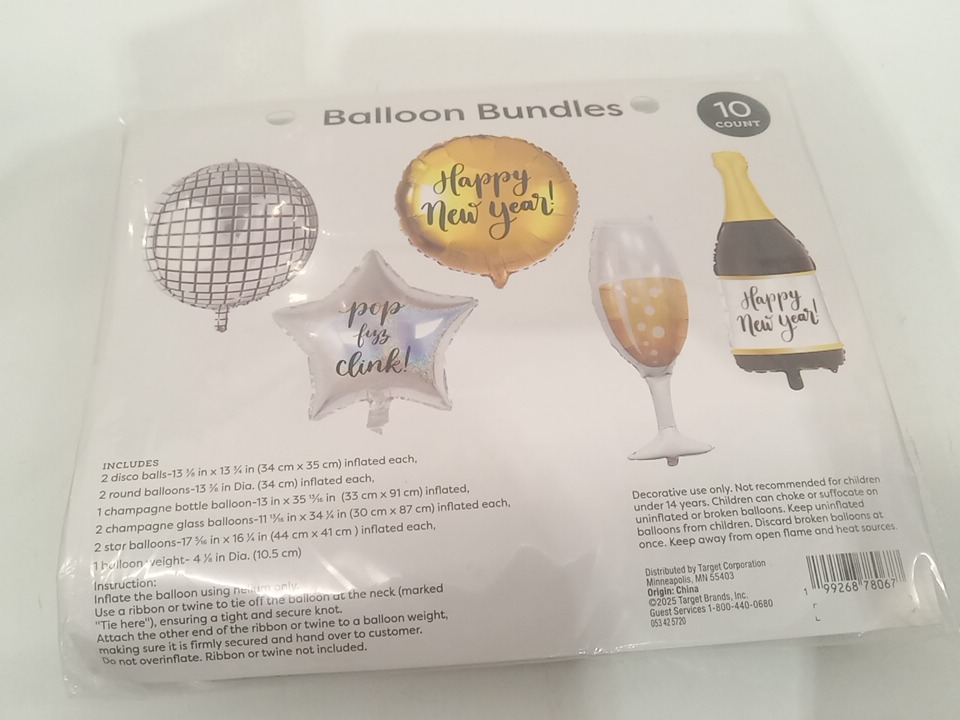 Balloon Bundles
10
COUNT
Happy
New Year!
pop
fizz
clink!
Happy
New Year!
INCLUDES
2 disco balls-13 ⅜ in x 13 ¾ in (34 cm x 35 cm) inflated each,
2 round balloons-13 ⅜ in Dia. (34 cm) inflated each,
1 champagne bottle balloon-13 in x 35 ¹³⁄₁₆ in (33 cm x 91 cm) inflated,
2 champagne glass balloons-11 ¹³⁄₁₆ in x 34 ¼ in (30 cm x 87 cm) inflated,
2 star balloons-17 ⁵⁄₁₆ in x 16 ¼ in (44 cm x 41 cm ) inflated each,
1 balloon weight- 4 ⅛ in Dia. (10.5 cm)
Instruction:
Inflate the balloon using helium only.
Use a ribbon or twine to tie off the balloon at the neck (marked
"Tie here"), ensuring a tight and secure knot.
Attach the other end of the ribbon or twine to a balloon weight,
making sure it is firmly secured and hand over to customer.
Do not overinflate. Ribbon or twine not included.
Decorative use only. Not recommended for children
under 14 years. Children can choke or suffocate on
uninflated or broken balloons. Keep uninflated
balloons from children. Discard broken balloons at
once. Keep away from open flame and heat sources.
Distributed by Target Corporation
Minneapolis, MN 55403
Origin: China
©2025 Target Brands, Inc.
Guest Services 1-800-440-0680
053 42 5720
1 99268 78067